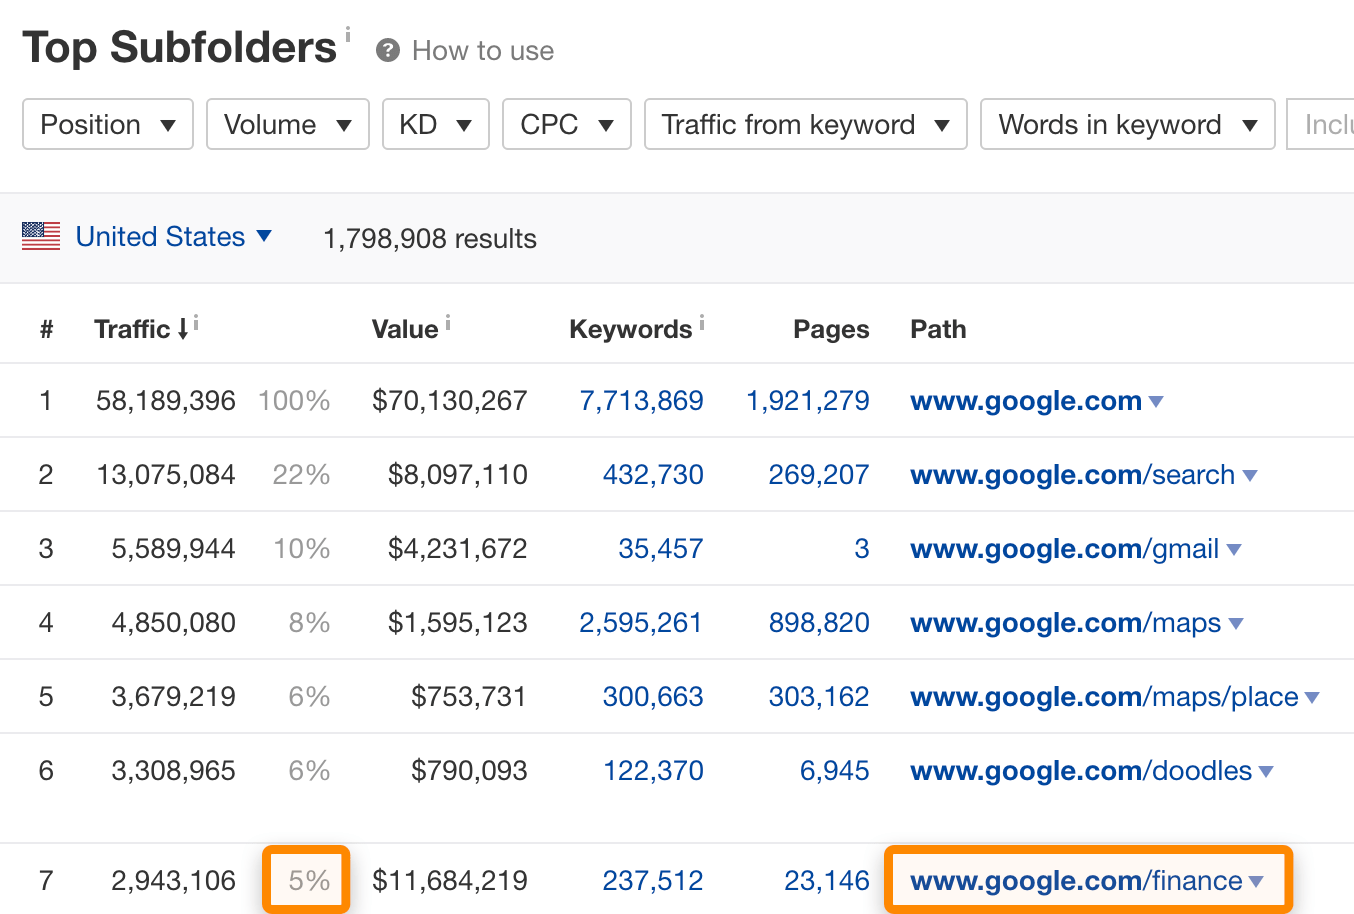 Top Subfolders i ? How to use
Position ▼ Volume ▼ KD ▼ CPC ▼ Traffic from keyword ▼ Words in keyword ▼ Inclu
United States ▼ 1,798,908 results
# Traffic ↓ i Value i Keywords i Pages Path
1 58,189,396 100% $70,130,267 7,713,869 1,921,279 www.google.com ▼
2 13,075,084 22% $8,097,110 432,730 269,207 www.google.com/search ▼
3 5,589,944 10% $4,231,672 35,457 3 www.google.com/gmail ▼
4 4,850,080 8% $1,595,123 2,595,261 898,820 www.google.com/maps ▼
5 3,679,219 6% $753,731 300,663 303,162 www.google.com/maps/place ▼
6 3,308,965 6% $790,093 122,370 6,945 www.google.com/doodles ▼
7 2,943,106 5% $11,684,219 237,512 23,146 www.google.com/finance ▼